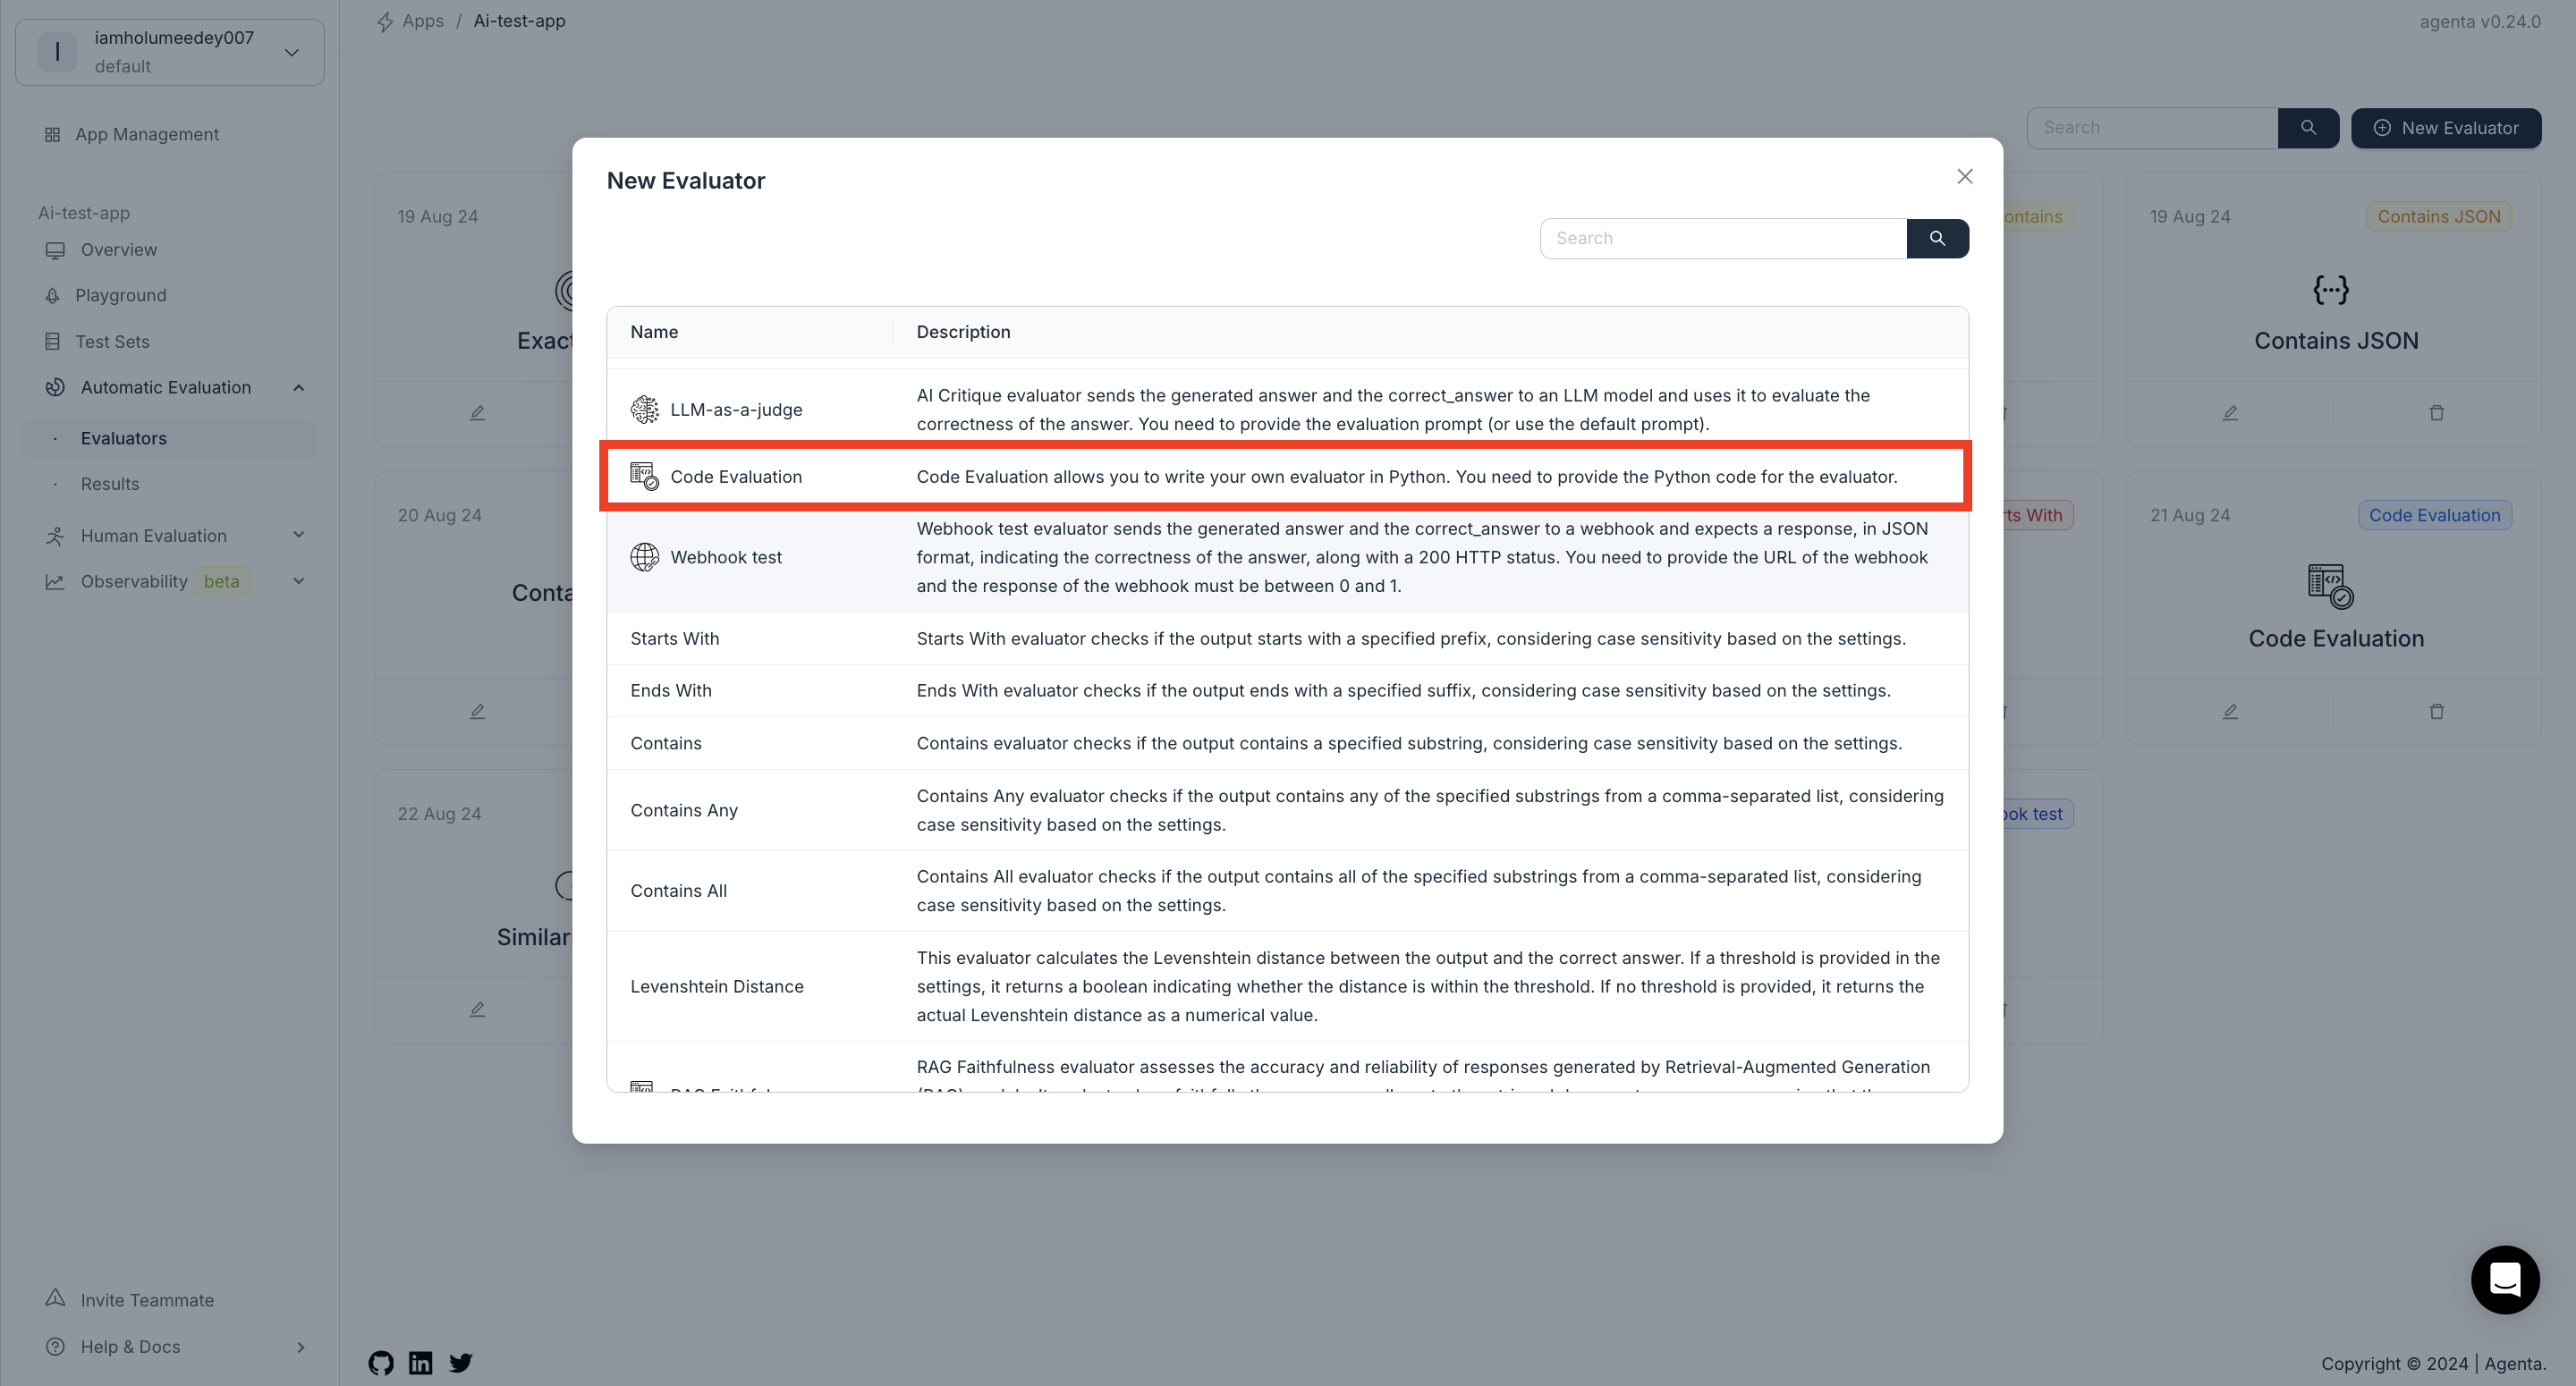 I
iamholumeedey007
default
Apps / Ai-test-app
agenta v0.24.0
App Management
Ai-test-app
Overview
Playground
Test Sets
Automatic Evaluation
Evaluators
Results
Human Evaluation
Observability beta
Invite Teammate
Help & Docs
Search
New Evaluator
19 Aug 24
Exact
20 Aug 24
22 Aug 24
New Evaluator
Search
Name Description
LLM-as-a-judge
AI Critique evaluator sends the generated answer and the correct_answer to an LLM model and uses it to evaluate the
correctness of the answer. You need to provide the evaluation prompt (or use the default prompt).
Code Evaluation
Code Evaluation allows you to write your own evaluator in Python. You need to provide the Python code for the evaluator.
Webhook test
Webhook test evaluator sends the generated answer and the correct_answer to a webhook and expects a response, in JSON
format, indicating the correctness of the answer, along with a 200 HTTP status. You need to provide the URL of the webhook
and the response of the webhook must be between 0 and 1.
Starts With
Starts With evaluator checks if the output starts with a specified prefix, considering case sensitivity based on the settings.
Ends With
Ends With evaluator checks if the output ends with a specified suffix, considering case sensitivity based on the settings.
Contains
Contains evaluator checks if the output contains a specified substring, considering case sensitivity based on the settings.
Contains Any
Contains Any evaluator checks if the output contains any of the specified substrings from a comma-separated list, considering
case sensitivity based on the settings.
Contains All
Contains All evaluator checks if the output contains all of the specified substrings from a comma-separated list, considering
case sensitivity based on the settings.
Levenshtein Distance
This evaluator calculates the Levenshtein distance between the output and the correct answer. If a threshold is provided in the
settings, it returns a boolean indicating whether the distance is within the threshold. If no threshold is provided, it returns the
actual Levenshtein distance as a numerical value.
RAG Faithfulness evaluator assesses the accuracy and reliability of responses generated by Retrieval-Augmented Generation
19 Aug 24 Contains JSON
Contains JSON
With
21 Aug 24 Code Evaluation
Code Evaluation
test
Copyright © 2024 | Agenta.